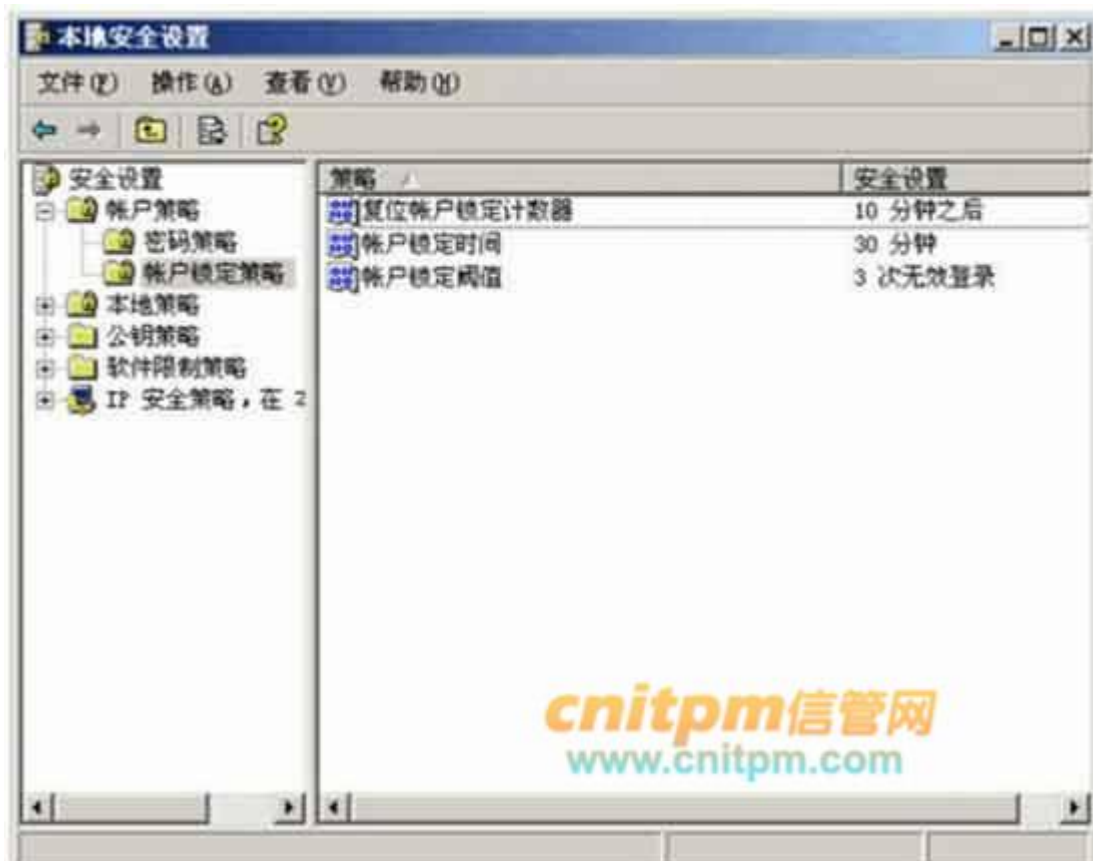 本地安全设置
文件(F) 操作(A) 查看(V) 帮助(H)
安全设置
帐户策略
密码策略
帐户锁定策略
本地策略
公钥策略
软件限制策略
IP 安全策略，在 2
策略 安全设置
复位帐户锁定计数器 10 分钟之后
帐户锁定时间 30 分钟
帐户锁定阈值 3 次无效登录
cnitpm信管网
www.cnitpm.com